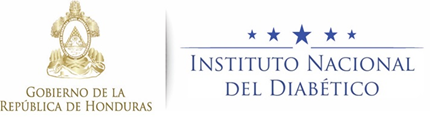 GOBIERNO DE LA
REPÚBLICA DE HONDURAS
INSTITUTO NACIONAL
DEL DIABÉTICO